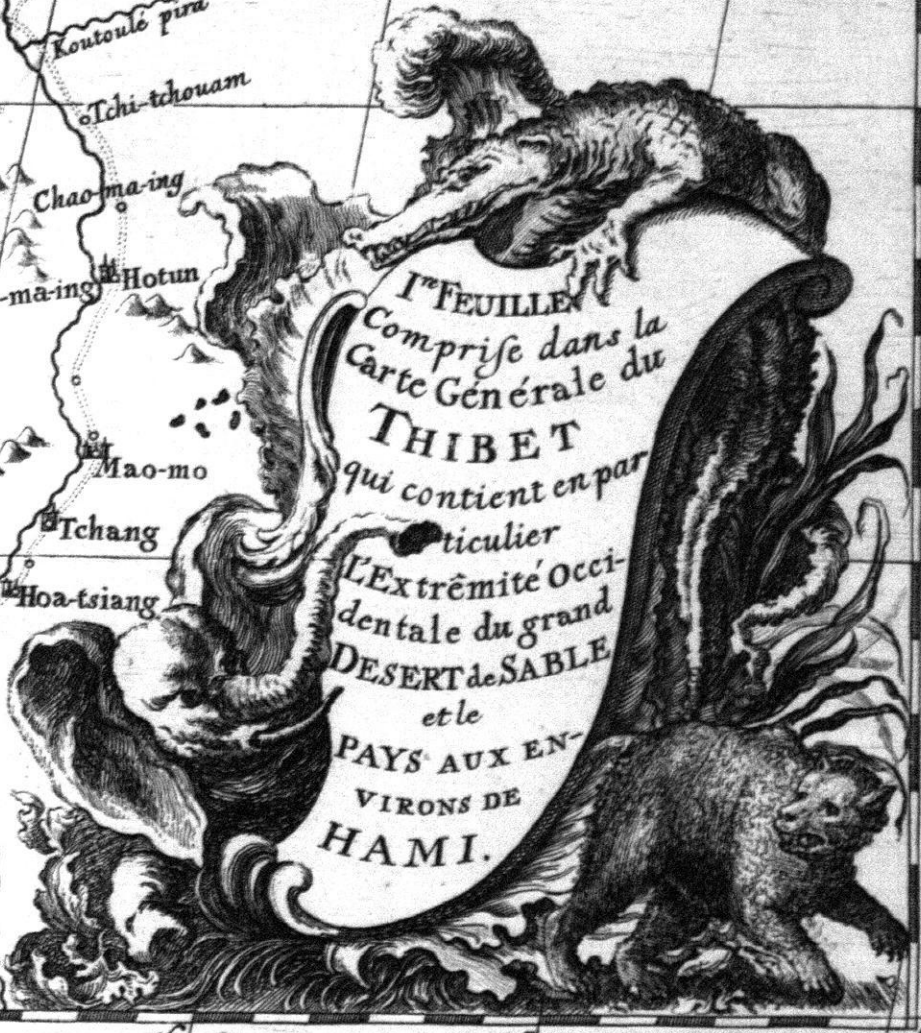 Koutoulé pira
Tchi-tchouam
Chao-ma-ing
-ma-ing
Hotun
Mao-mo
Tchang
Hoa-tsiang
Iʳᵉ FEUILLE
Compriſe dans la
Carte Générale du
THIBET
qui contient en par
ticulier
L'Extrêmité Occi-
dentale du grand
DESERT de SABLE
et le
PAYS AUX EN-
VIRONS DE
HAMI.